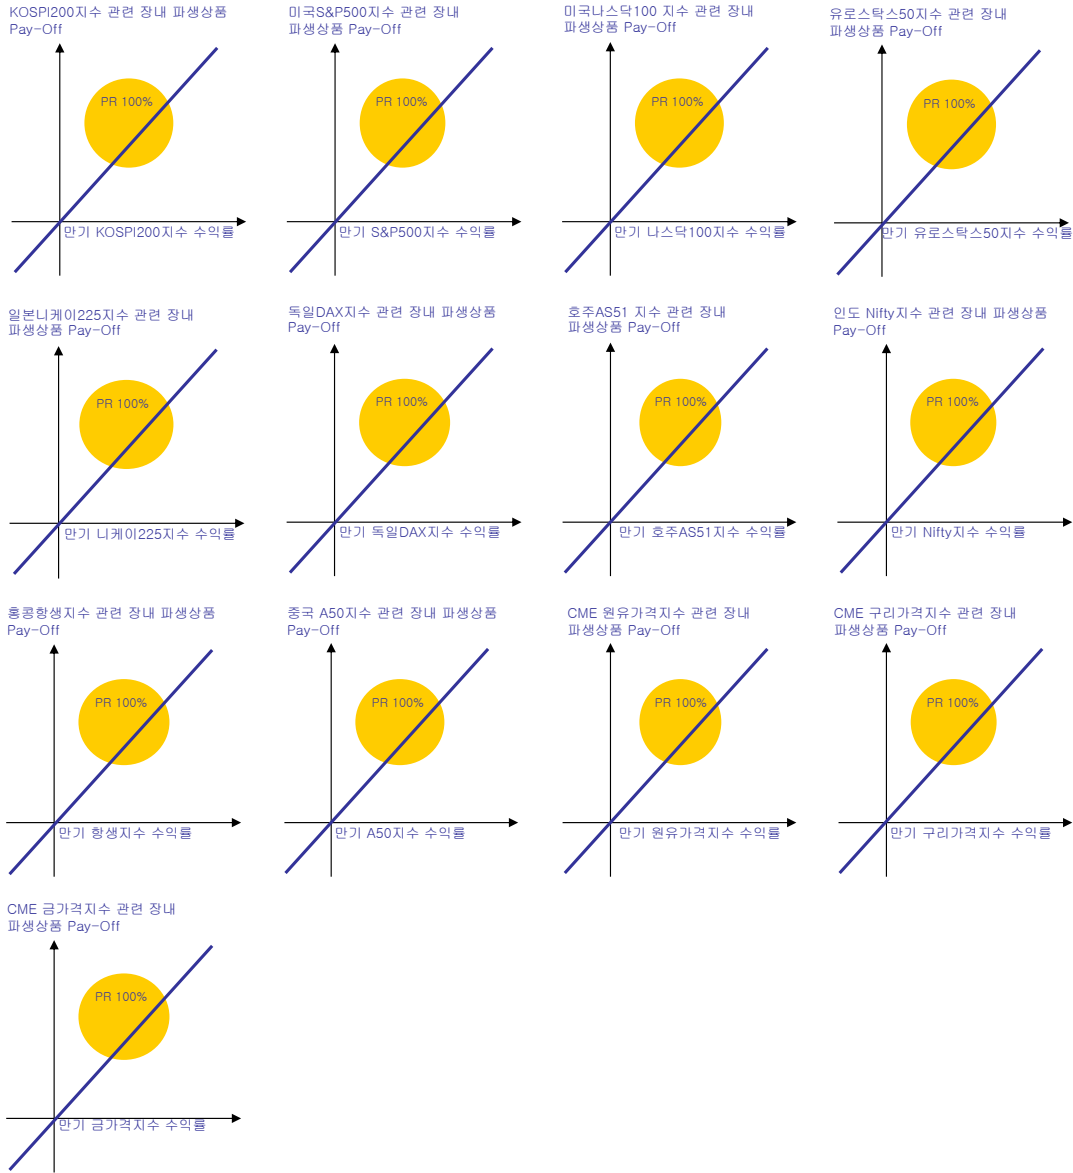 KOSPI200지수 관련 장내 파생상품
Pay-Off
PR 100%
만기 KOSPI200지수 수익률
미국S&P500지수 관련 장내
파생상품 Pay-Off
PR 100%
만기 S&P500지수 수익률
미국나스닥100 지수 관련 장내
파생상품 Pay-Off
PR 100%
만기 나스닥100지수 수익률
유로스탁스50지수 관련 장내
파생상품 Pay-Off
PR 100%
만기 유로스탁스50지수 수익률
일본니케이225지수 관련 장내
파생상품 Pay-Off
PR 100%
만기 니케이225지수 수익률
독일DAX지수 관련 장내 파생상품
Pay-Off
PR 100%
만기 독일DAX지수 수익률
호주AS51 지수 관련 장내
파생상품 Pay-Off
PR 100%
만기 호주AS51지수 수익률
인도 Nifty지수 관련 장내 파생상품
Pay-Off
PR 100%
만기 Nifty지수 수익률
홍콩항생지수 관련 장내 파생상품
Pay-Off
PR 100%
만기 항생지수 수익률
중국 A50지수 관련 장내 파생상품
Pay-Off
PR 100%
만기 A50지수 수익률
CME 원유가격지수 관련 장내
파생상품 Pay-Off
PR 100%
만기 원유가격지수 수익률
CME 구리가격지수 관련 장내
파생상품 Pay-Off
PR 100%
만기 구리가격지수 수익률
CME 금가격지수 관련 장내
파생상품 Pay-Off
PR 100%
만기 금가격지수 수익률